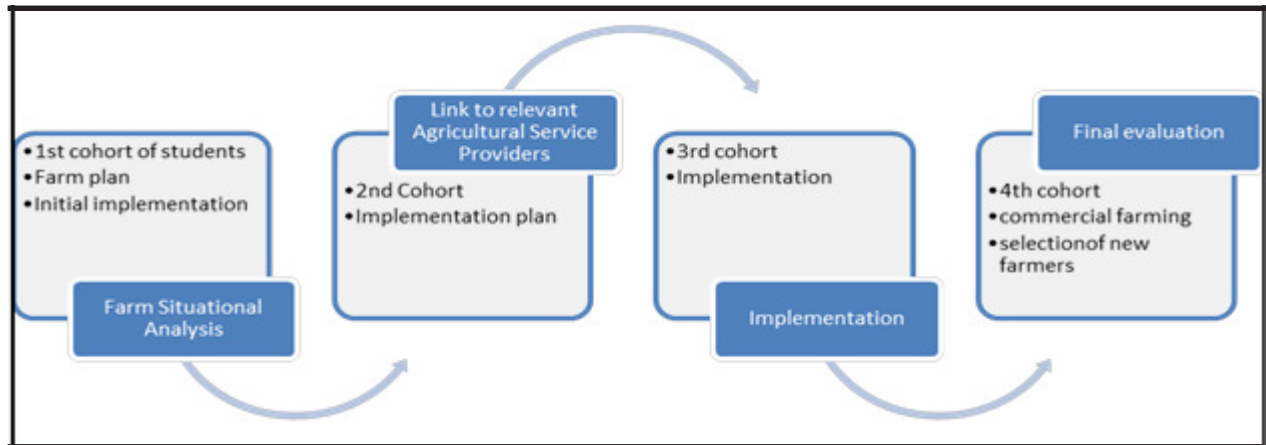 •1st cohort of students
•Farm plan
•Initial implementation
Farm Situational
Analysis
Link to relevant
Agricultural Service
Providers
•2nd Cohort
•Implementation plan
•3rd cohort
•Implementation
Implementation
Final evaluation
•4th cohort
•commercial farming
•selectionof new
farmers